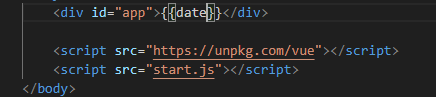 <div id="app">{{date}}</div>
<script src="https://unpkg.com/vue"></script>
<script src="start.js"></script>
</body>